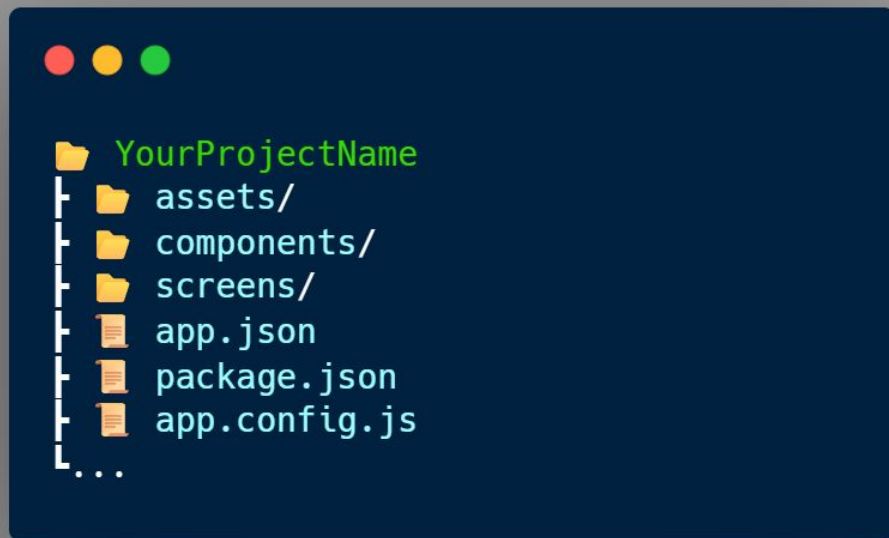 YourProjectName
assets/
components/
screens/
app.json
package.json
app.config.js
...